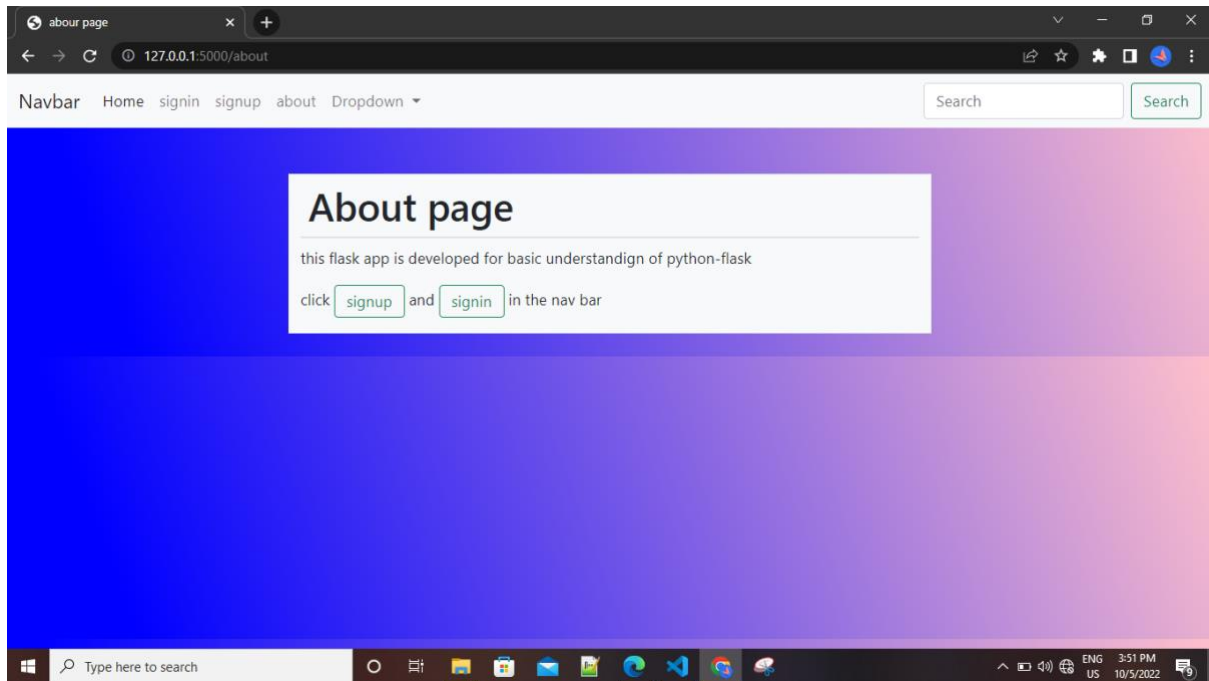 abour page
127.0.0.1:5000/about
Navbar Home signin signup about Dropdown Search Search
About page
this flask app is developed for basic understandign of python-flask
click signup and signin in the nav bar
Type here to search
ENG 3:51 PM
US 10/5/2022
9